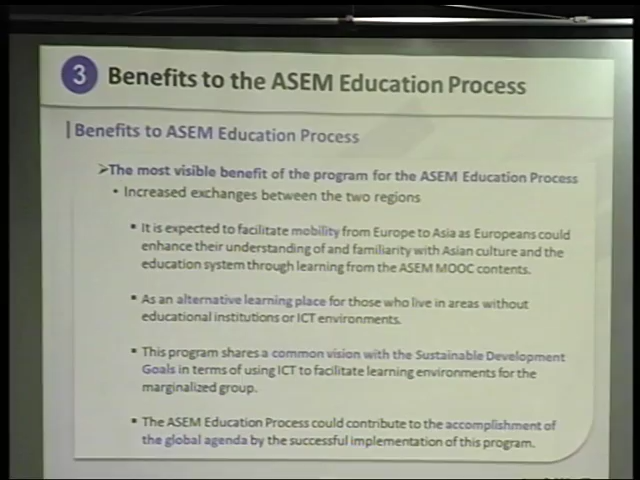 3 Benefits to the ASEM Education Process
Benefits to ASEM Education Process
➢The most visible benefit of the program for the ASEM Education Process
• Increased exchanges between the two regions
▪ It is expected to facilitate mobility from Europe to Asia as Europeans could
enhance their understanding of and familiarity with Asian culture and the
education system through learning from the ASEM MOOC contents.
▪ As an alternative learning place for those who live in areas without
educational institutions or ICT environments.
▪ This program shares a common vision with the Sustainable Development
Goals in terms of using ICT to facilitate learning environments for the
marginalized group.
▪ The ASEM Education Process could contribute to the accomplishment of
the global agenda by the successful implementation of this program.